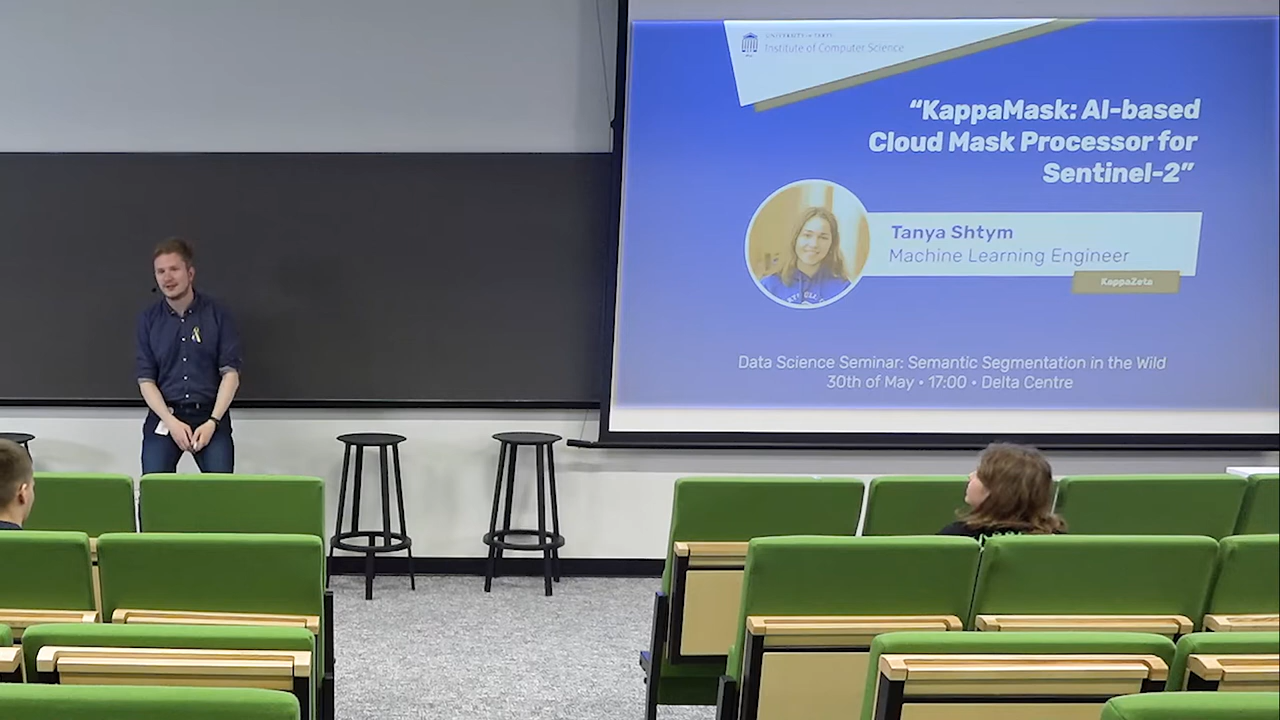 UNIVERSITY OF TARTU
Institute of Computer Science
“KappaMask: AI-based
Cloud Mask Processor for
Sentinel-2”
Tanya Shtym
Machine Learning Engineer
KappaZeta
Data Science Seminar: Semantic Segmentation in the Wild
30th of May • 17:00 • Delta Centre